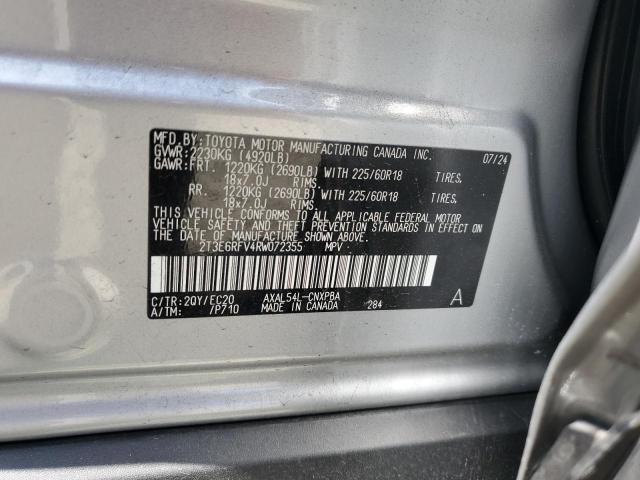 MFD.BY: TOYOTA MOTOR MANUFACTURING CANADA INC. 07/24
GVWR: 2230KG (4920LB)
GAWR: FRT. 1220KG (2690LB) WITH 225/60R18 TIRES,
18x7.0J RIMS,
RR. 1220KG (2690LB) WITH 225/60R18 TIRES,
18x7.0J RIMS.
THIS VEHICLE CONFORMS TO ALL APPLICABLE FEDERAL MOTOR
VEHICLE SAFETY AND THEFT PREVENTION STANDARDS IN EFFECT ON
THE DATE OF MANUFACTURE SHOWN ABOVE.
2T3E6RFV4RW072355 MPV
C/TR: 2QY/EC20 AXAL54L-CNXPBA A
A/TM: /P710 MADE IN CANADA 284